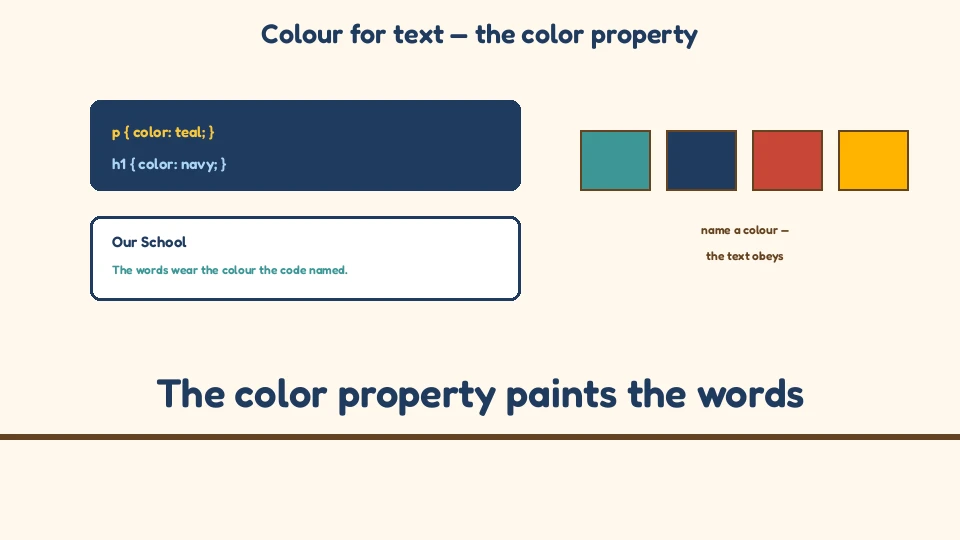 Colour for text — the color property
p { color: teal; }
h1 { color: navy; }
Our School
The words wear the colour the code named.
name a colour —
the text obeys
The color property paints the words